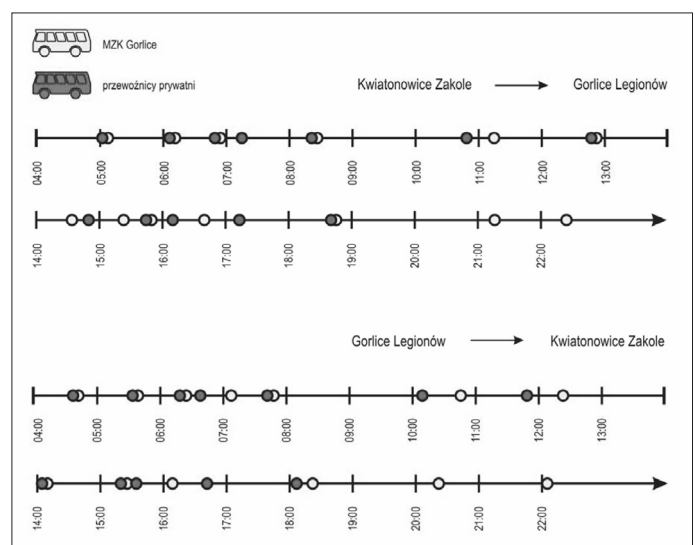 MZK Gorlice
przewoźnicy prywatni
Kwiatonowice Zakole Gorlice Legionów
04:00 05:00 06:00 07:00 08:00 09:00 10:00 11:00 12:00 13:00
14:00 15:00 16:00 17:00 18:00 19:00 20:00 21:00 22:00
Gorlice Legionów Kwiatonowice Zakole
04:00 05:00 06:00 07:00 08:00 09:00 10:00 11:00 12:00 13:00
14:00 15:00 16:00 17:00 18:00 19:00 20:00 21:00 22:00